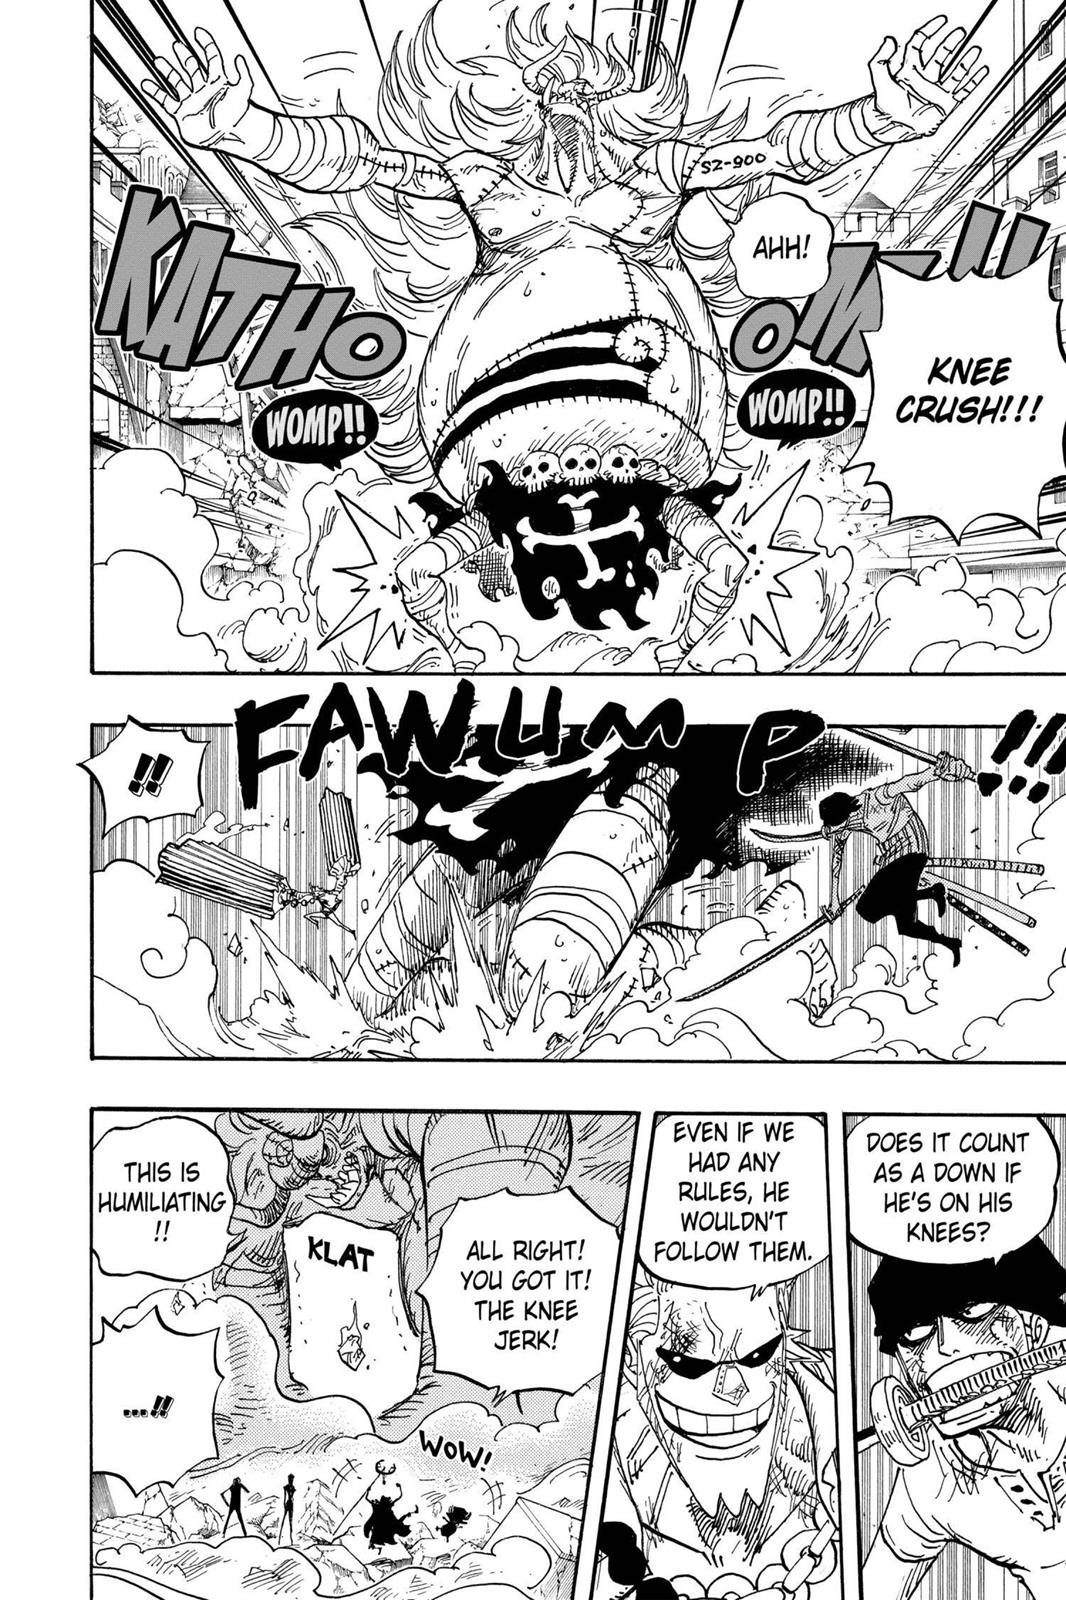 KNEE
CRUSH!!!
AHH!
SZ-900
KATHOOM
WOMP!!
WOMP!!
FAWUMP!!!
!!
DOES IT COUNT
AS A DOWN IF
HE'S ON HIS
KNEES?
EVEN IF WE
HAD ANY
RULES, HE
WOULDN'T
FOLLOW THEM.
ALL RIGHT!
YOU GOT IT!
THE KNEE
JERK!
KLAT
THIS IS
HUMILIATING
!!
...!!
WOW!